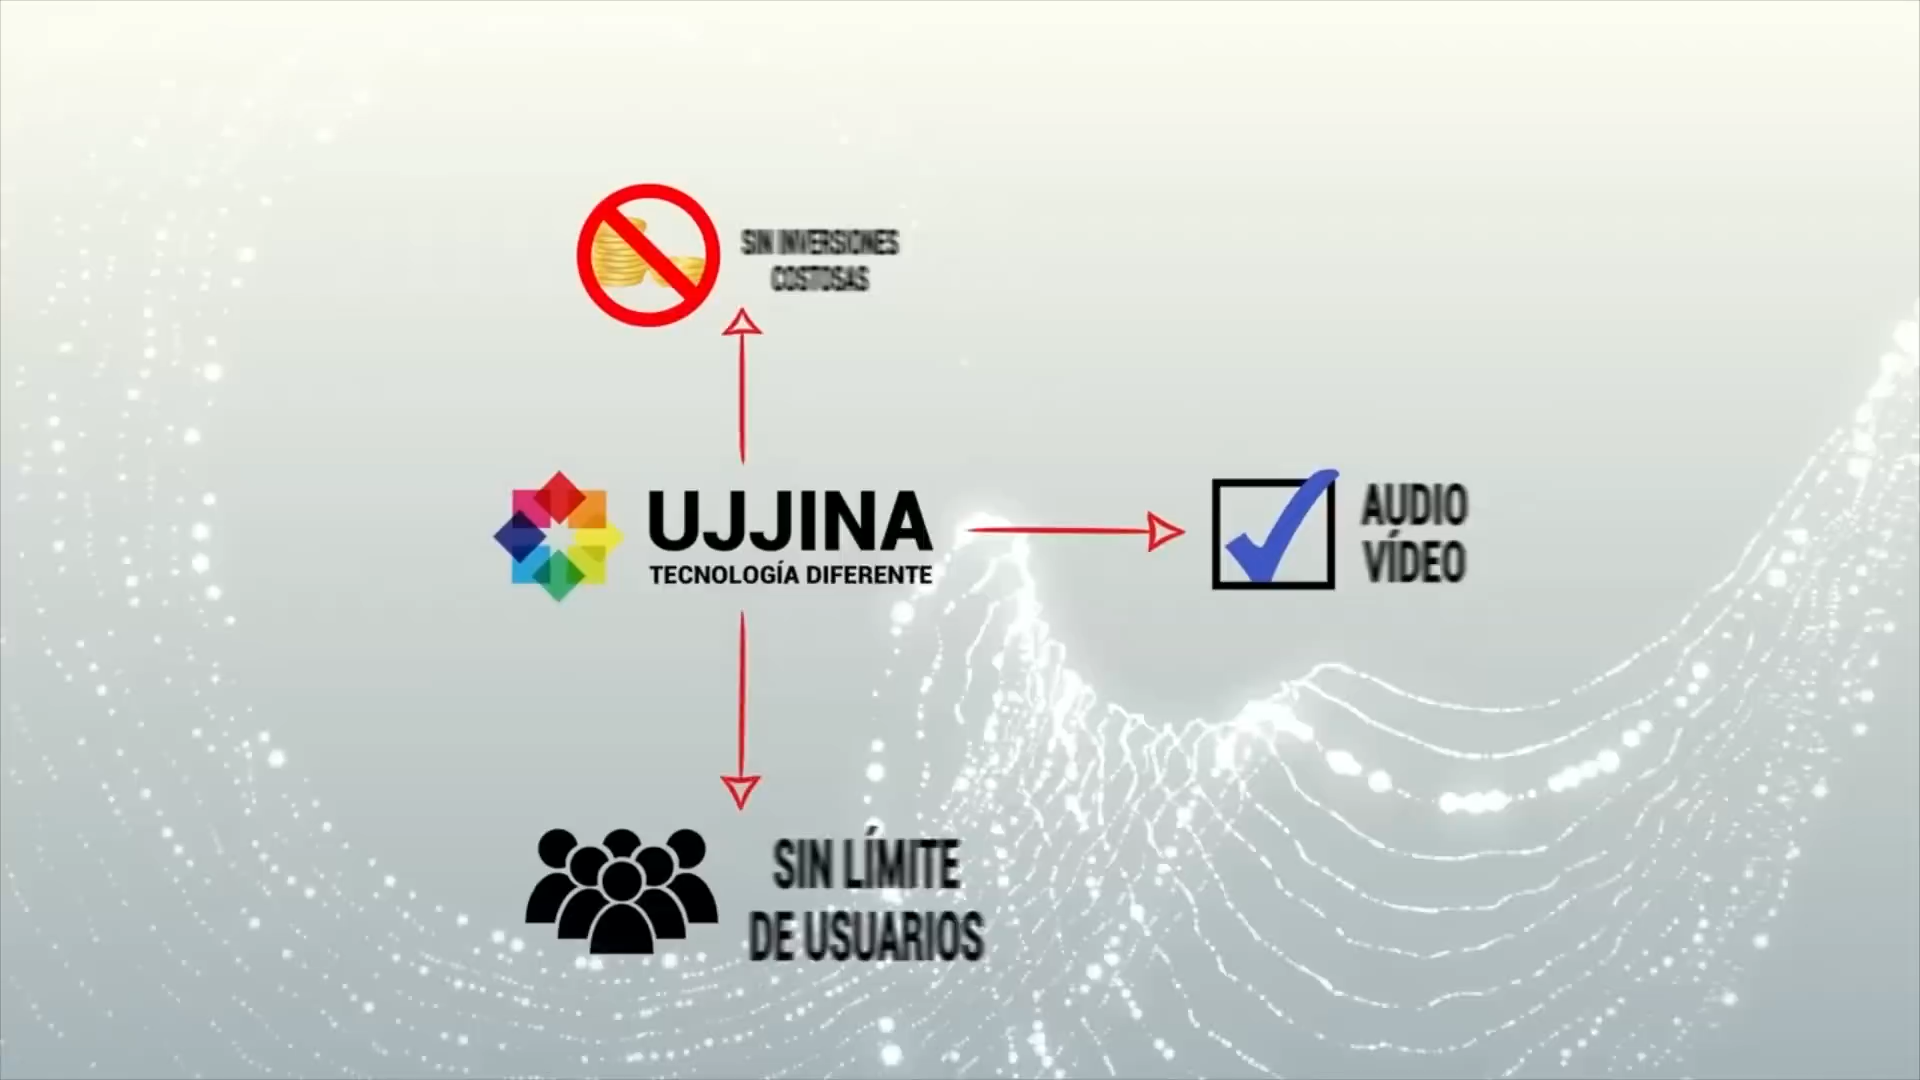 SIN INVERSIONES
COSTOSAS
UJJINA
TECNOLOGÍA DIFERENTE
AUDIO
VÍDEO
SIN LÍMITE
DE USUARIOS